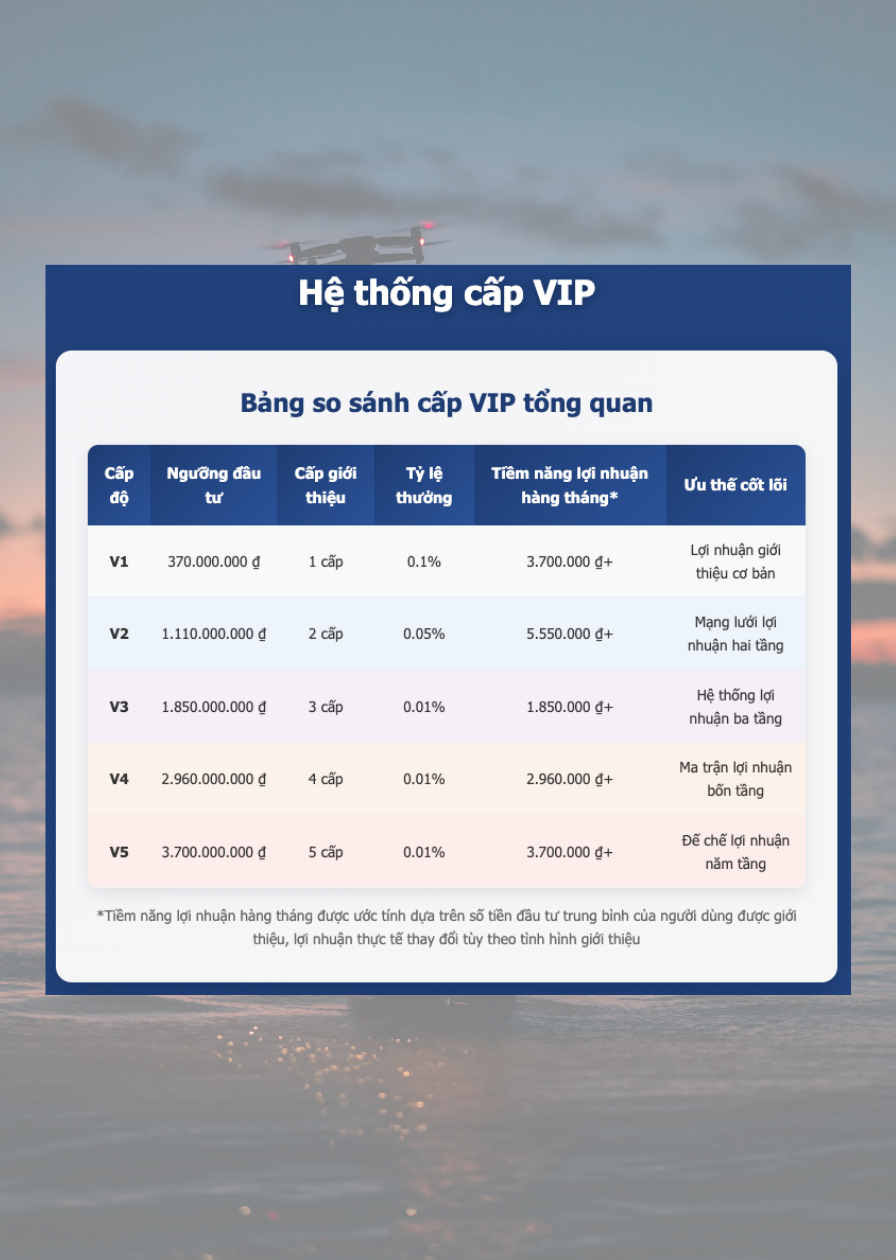 Hệ thống cấp VIP
Bảng so sánh cấp VIP tổng quan
Cấp độ
Ngưỡng đầu tư
Cấp giới thiệu
Tỷ lệ thưởng
Tiềm năng lợi nhuận hàng tháng*
Ưu thế cốt lõi
V1 370.000.000 ₫ 1 cấp 0.1% 3.700.000 ₫+ Lợi nhuận giới thiệu cơ bản
V2 1.110.000.000 ₫ 2 cấp 0.05% 5.550.000 ₫+ Mạng lưới lợi nhuận hai tầng
V3 1.850.000.000 ₫ 3 cấp 0.01% 1.850.000 ₫+ Hệ thống lợi nhuận ba tầng
V4 2.960.000.000 ₫ 4 cấp 0.01% 2.960.000 ₫+ Ma trận lợi nhuận bốn tầng
V5 3.700.000.000 ₫ 5 cấp 0.01% 3.700.000 ₫+ Đế chế lợi nhuận năm tầng
*Tiềm năng lợi nhuận hàng tháng được ước tính dựa trên số tiền đầu tư trung bình của người dùng được giới
thiệu, lợi nhuận thực tế thay đổi tùy theo tình hình giới thiệu